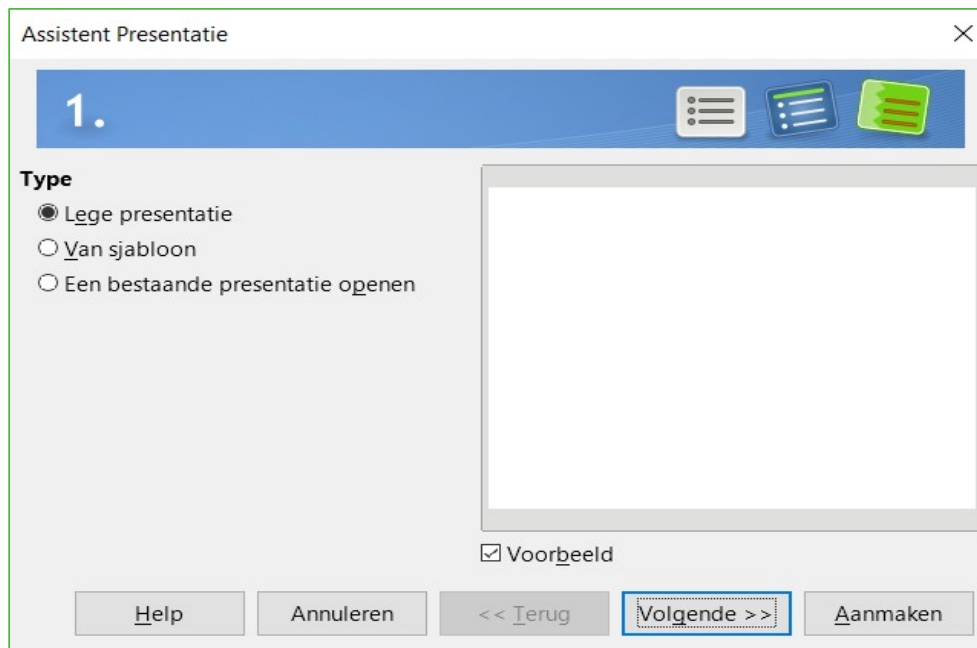 Assistent Presentatie
1.
Type
Lege presentatie
Van sjabloon
Een bestaande presentatie openen
Voorbeeld
Help Annuleren << Terug Volgende >> Aanmaken